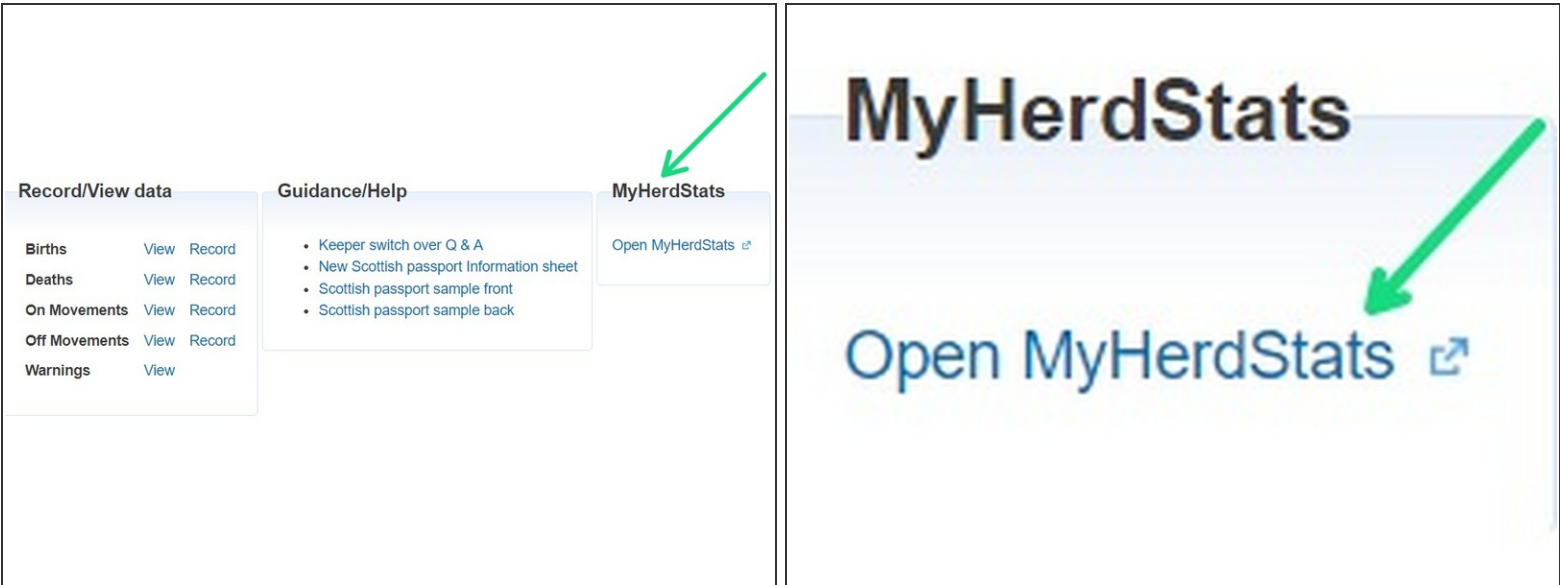 Record/View data
Births View Record
Deaths View Record
On Movements View Record
Off Movements View Record
Warnings View
Guidance/Help
• Keeper switch over Q & A
• New Scottish passport Information sheet
• Scottish passport sample front
• Scottish passport sample back
MyHerdStats
Open MyHerdStats
MyHerdStats
Open MyHerdStats